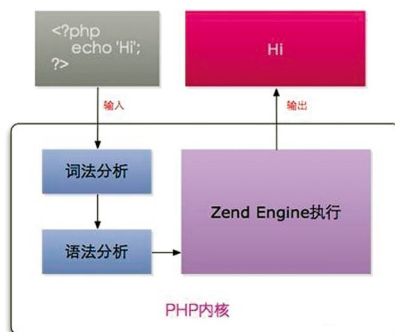 <?php
echo 'Hi';
?>
Hi
输入
输出
词法分析
语法分析
Zend Engine执行
PHP内核